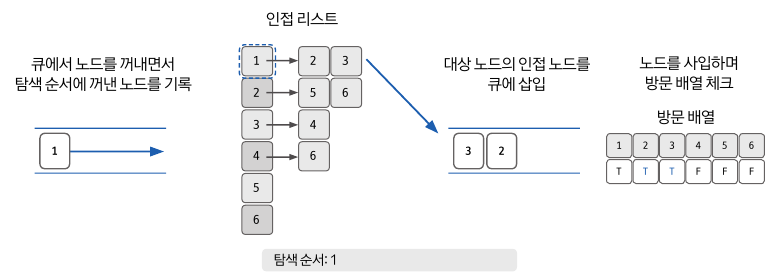 인접 리스트
큐에서 노드를 꺼내면서
탐색 순서에 꺼낸 노드를 기록
1
1 2 3
2 5 6
3 4
4 6
5
6
대상 노드의 인접 노드를
큐에 삽입
3 2
노드를 사입하며
방문 배열 체크
방문 배열
1 2 3 4 5 6
T T T F F F
탐색 순서: 1